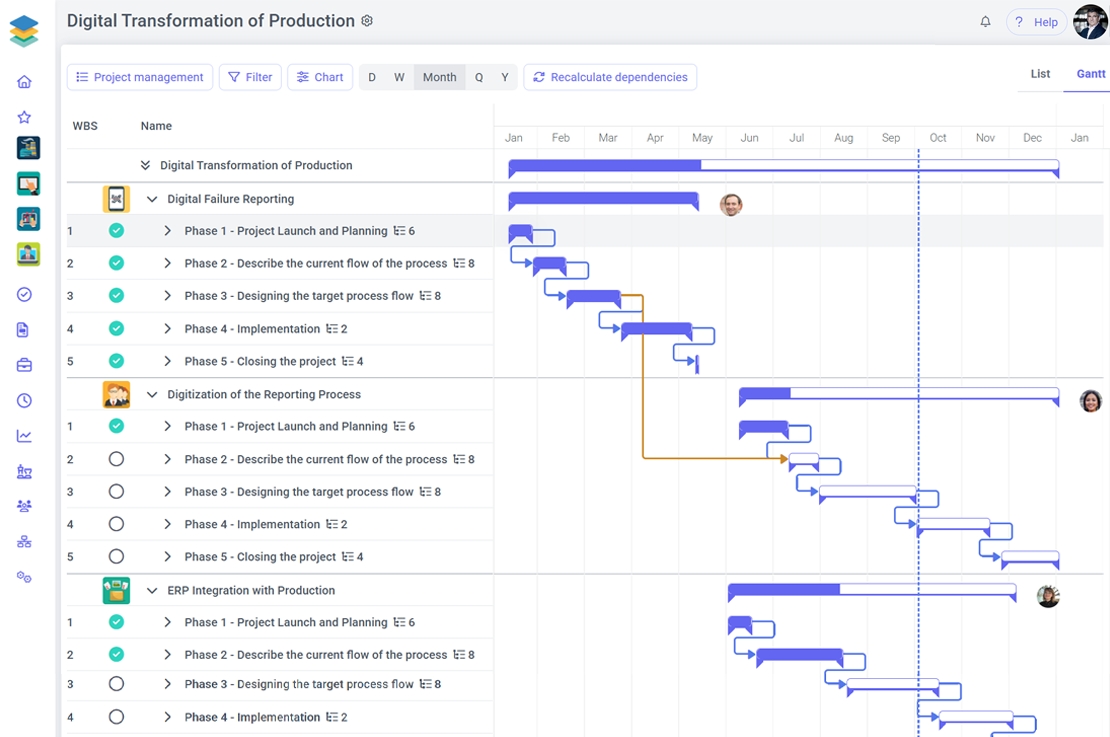 Digital Transformation of Production
? Help
Project management Filter Chart D W Month Q Y Recalculate dependencies List Gantt
WBS Name
Jan Feb Mar Apr May Jun Jul Aug Sep Oct Nov Dec Jan
Digital Transformation of Production
Digital Failure Reporting
1 Phase 1 - Project Launch and Planning 6
2 Phase 2 - Describe the current flow of the process 8
3 Phase 3 - Designing the target process flow 8
4 Phase 4 - Implementation 2
5 Phase 5 - Closing the project 4
Digitization of the Reporting Process
1 Phase 1 - Project Launch and Planning 6
2 Phase 2 - Describe the current flow of the process 8
3 Phase 3 - Designing the target process flow 8
4 Phase 4 - Implementation 2
5 Phase 5 - Closing the project 4
ERP Integration with Production
1 Phase 1 - Project Launch and Planning 6
2 Phase 2 - Describe the current flow of the process 8
3 Phase 3 - Designing the target process flow 8
4 Phase 4 - Implementation 2